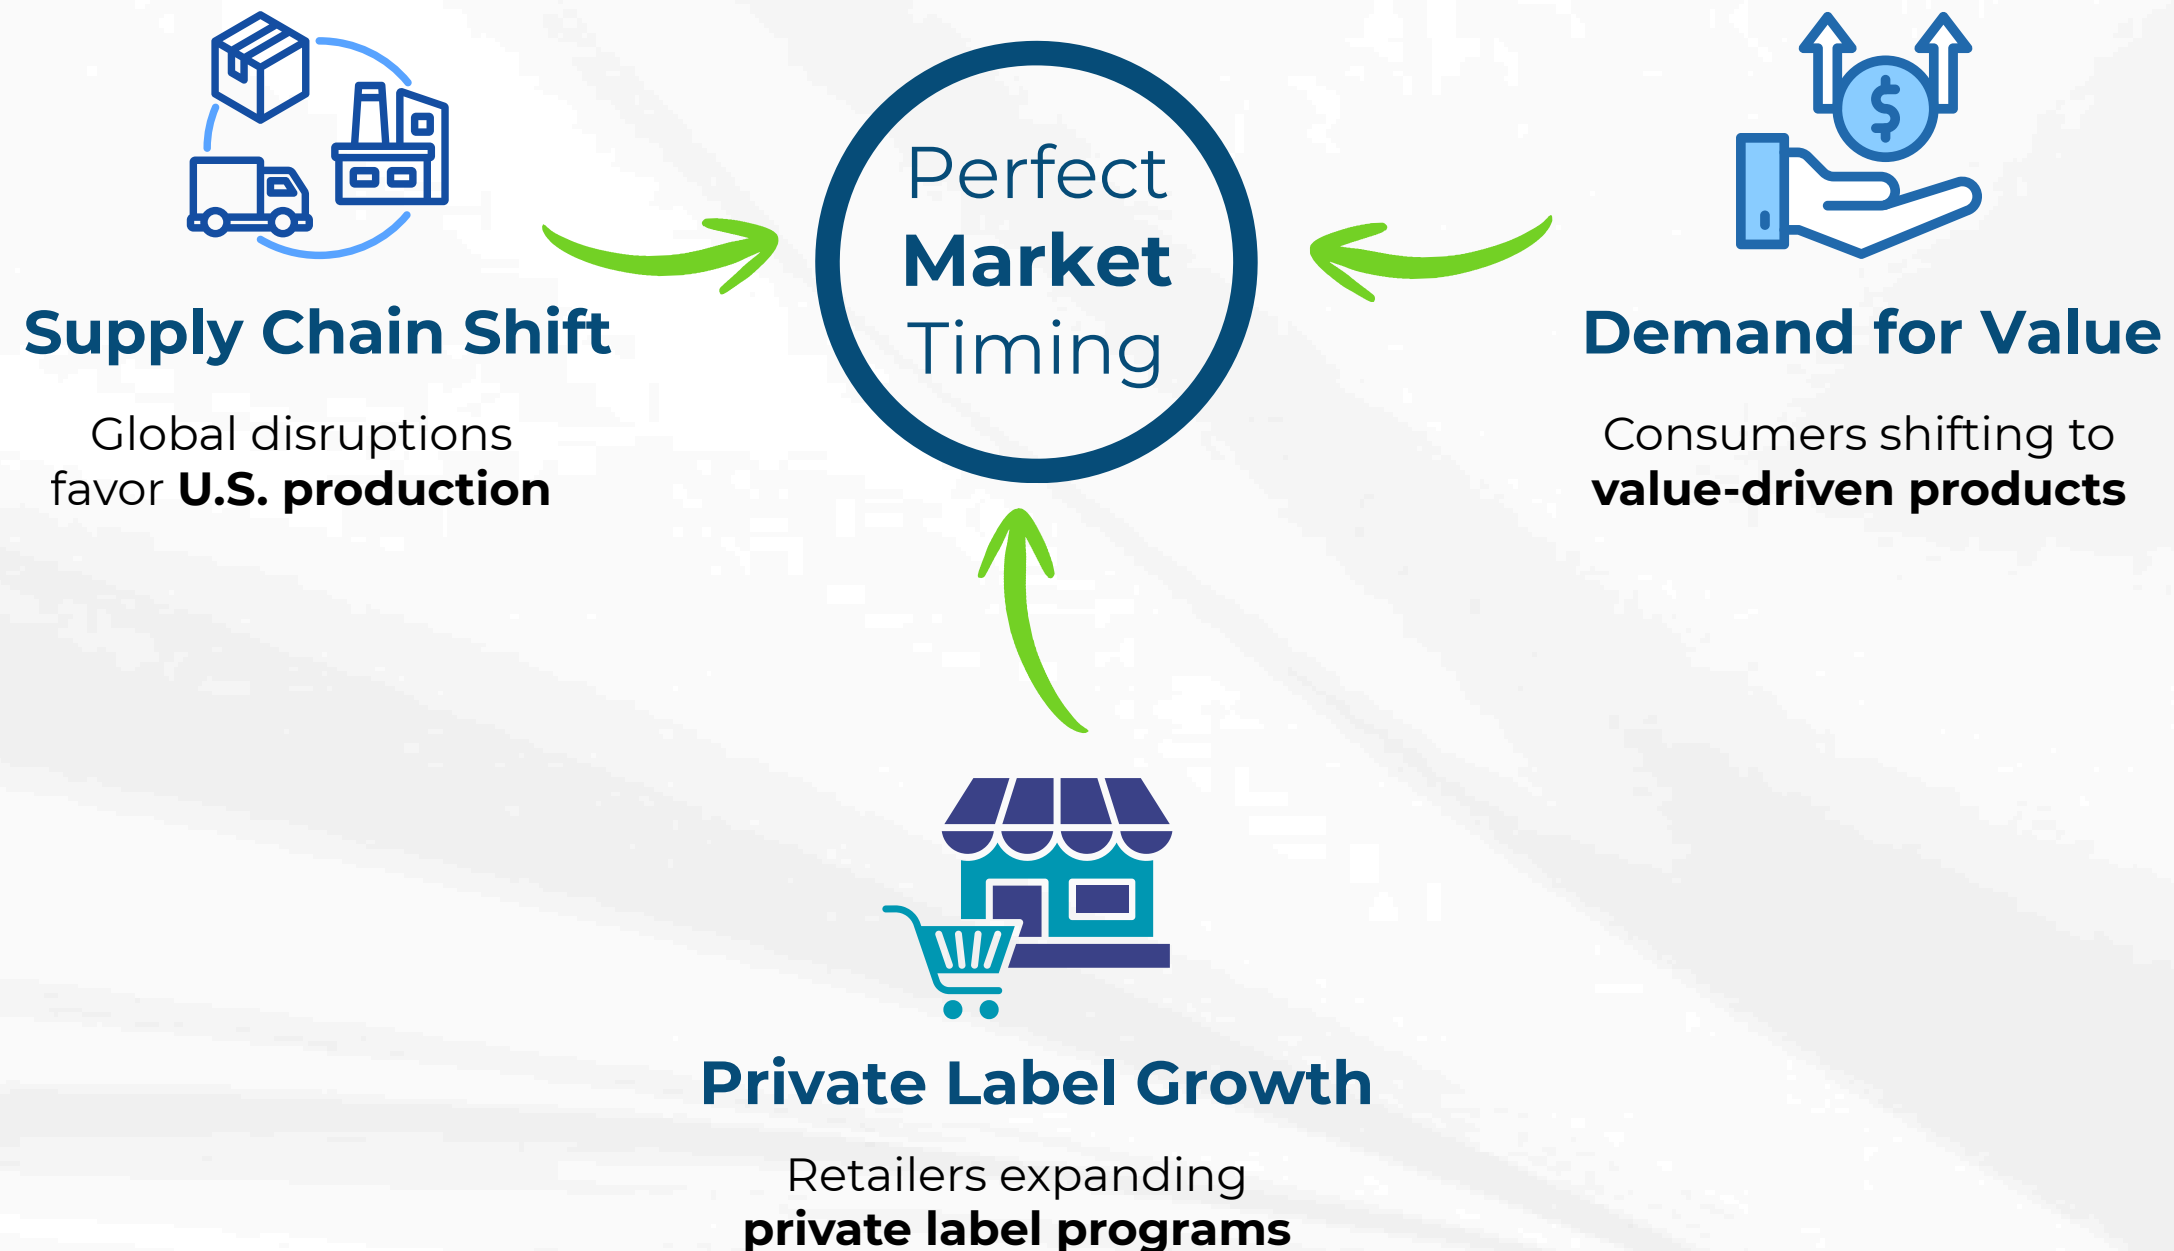 Perfect
Market
Timing
Supply Chain Shift
Global disruptions
favor U.S. production
Demand for Value
Consumers shifting to
value-driven products
Private Label Growth
Retailers expanding
private label programs